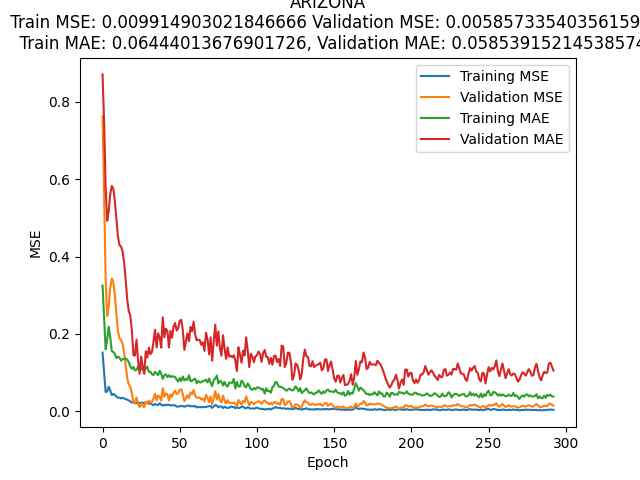 ARIZONA
Train MSE: 0.009914903021846666 Validation MSE: 0.00585733540356159
Train MAE: 0.06444013676901726, Validation MAE: 0.0585391521453857
Training MSE
Validation MSE
Training MAE
Validation MAE
0.8
0.6
0.4
0.2
0.0
MSE
0
50
100
150
200
250
300
Epoch